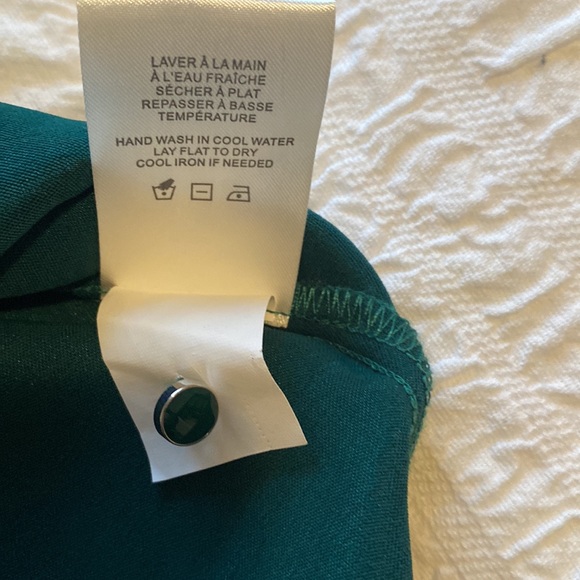 LAVER À LA MAIN
À L'EAU FRAÎCHE
SÉCHER À PLAT
REPASSER À BASSE
TEMPÉRATURE
HAND WASH IN COOL WATER
LAY FLAT TO DRY
COOL IRON IF NEEDED